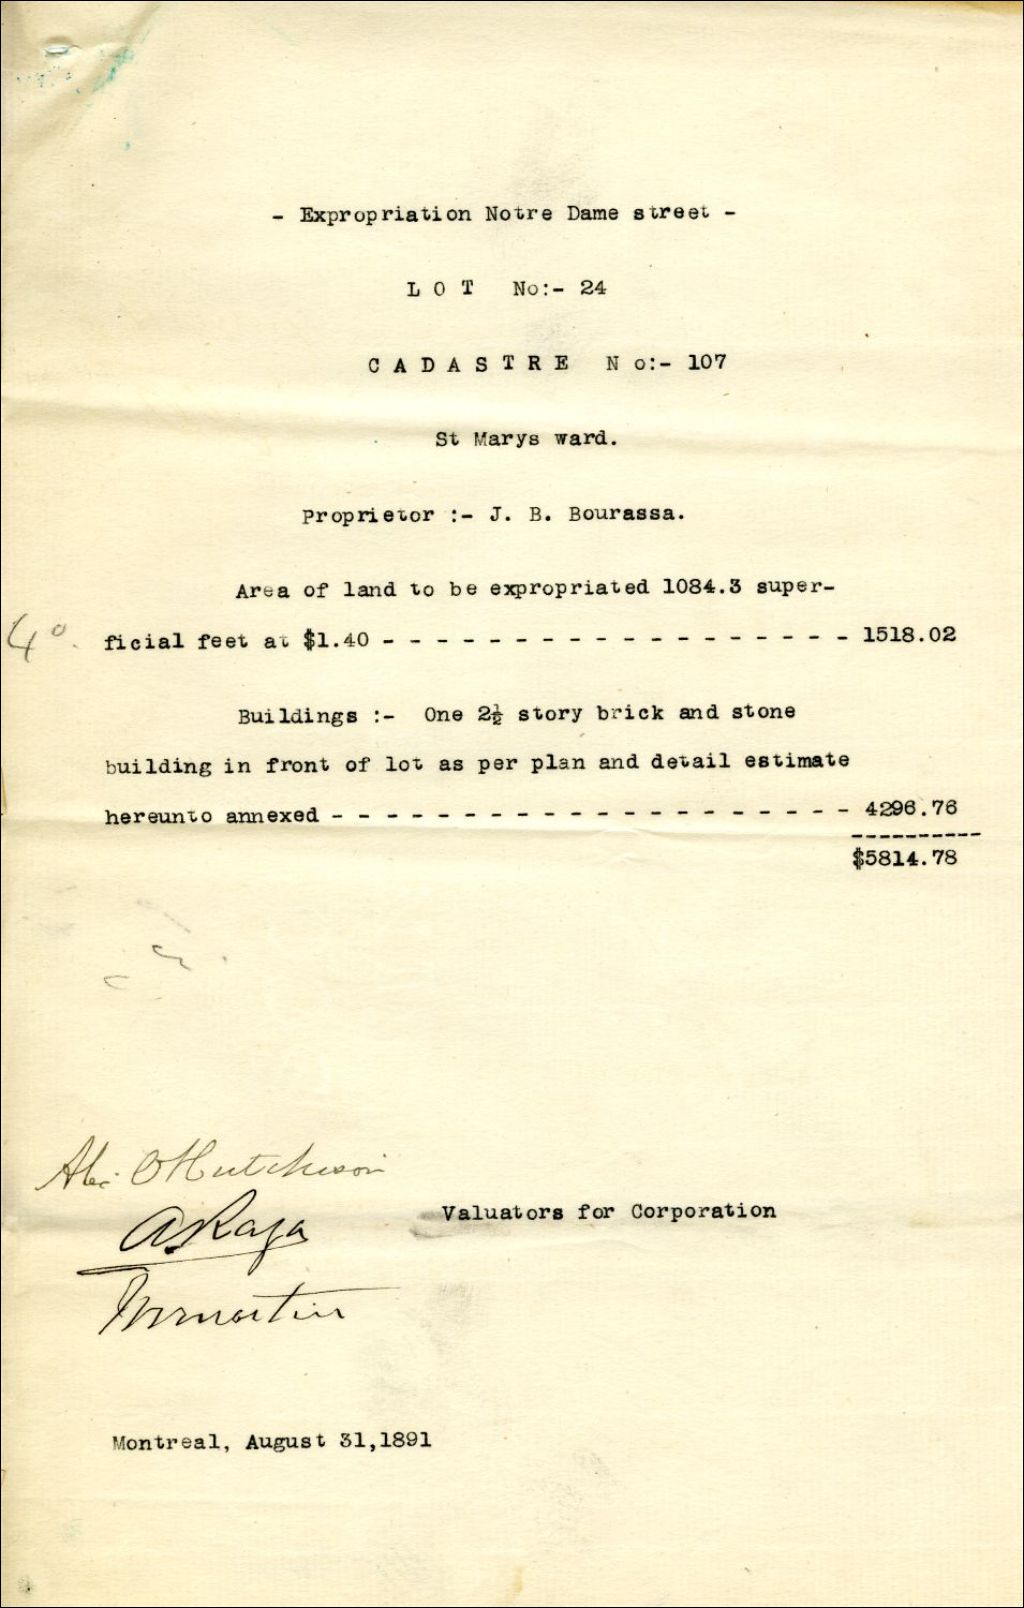 - Expropriation Notre Dame street -
L O T No:- 24
C A D A S T R E N o:- 107
St Marys ward.
Proprietor :- J. B. Bourassa.
Area of land to be expropriated 1084.3 super-
4º. ficial feet at $1.40 - - - - - - - - - - - - - - - - - - 1518.02
Buildings :- One 2½ story brick and stone
building in front of lot as per plan and detail estimate
hereunto annexed - - - - - - - - - - - - - - - - - - - - 4296.76
----------
$5814.78
Alex C Hutchison
Valuators for Corporation
Montreal, August 31,1891